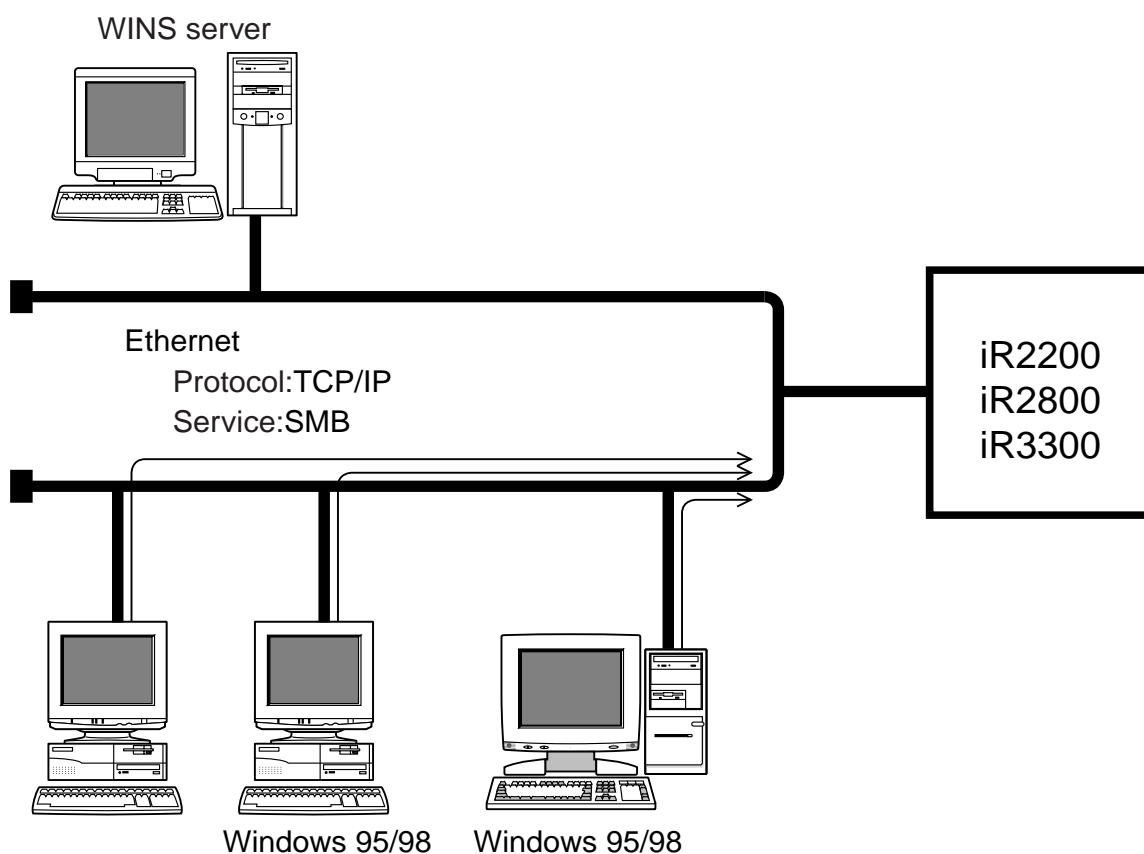 WINS server
Ethernet
Protocol:TCP/IP
Service:SMB
iR2200
iR2800
iR3300
Windows 95/98
Windows 95/98